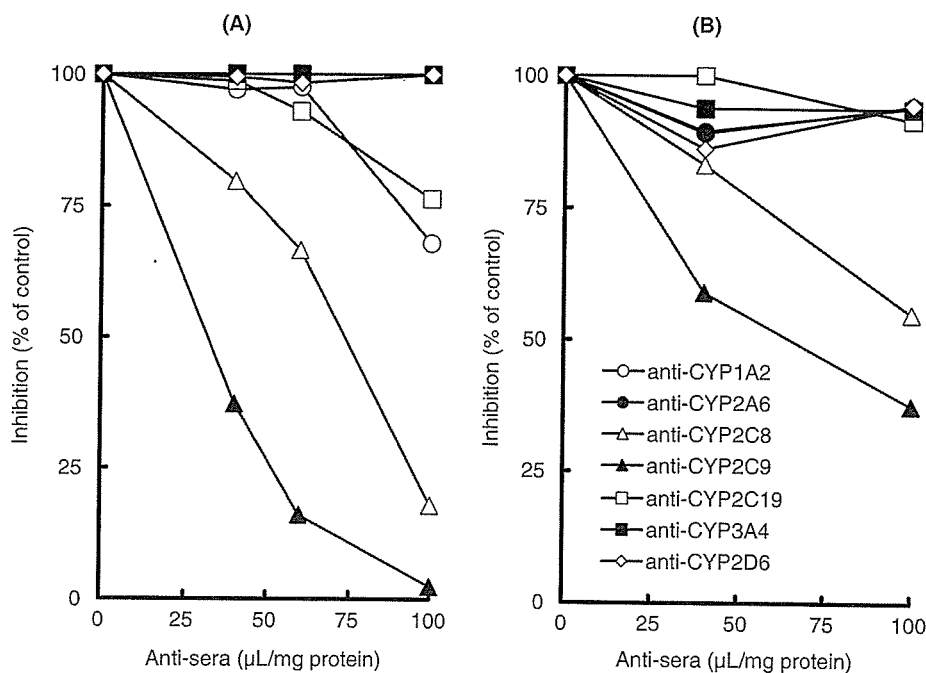 (A)
Inhibition (% of control)
100
75
50
25
0
0 25 50 75 100
Anti-sera (µL/mg protein)
(B)
Inhibition (% of control)
100
75
50
25
0
anti-CYP1A2
anti-CYP2A6
anti-CYP2C8
anti-CYP2C9
anti-CYP2C19
anti-CYP3A4
anti-CYP2D6
0 25 50 75 100
Anti-sera (µL/mg protein)